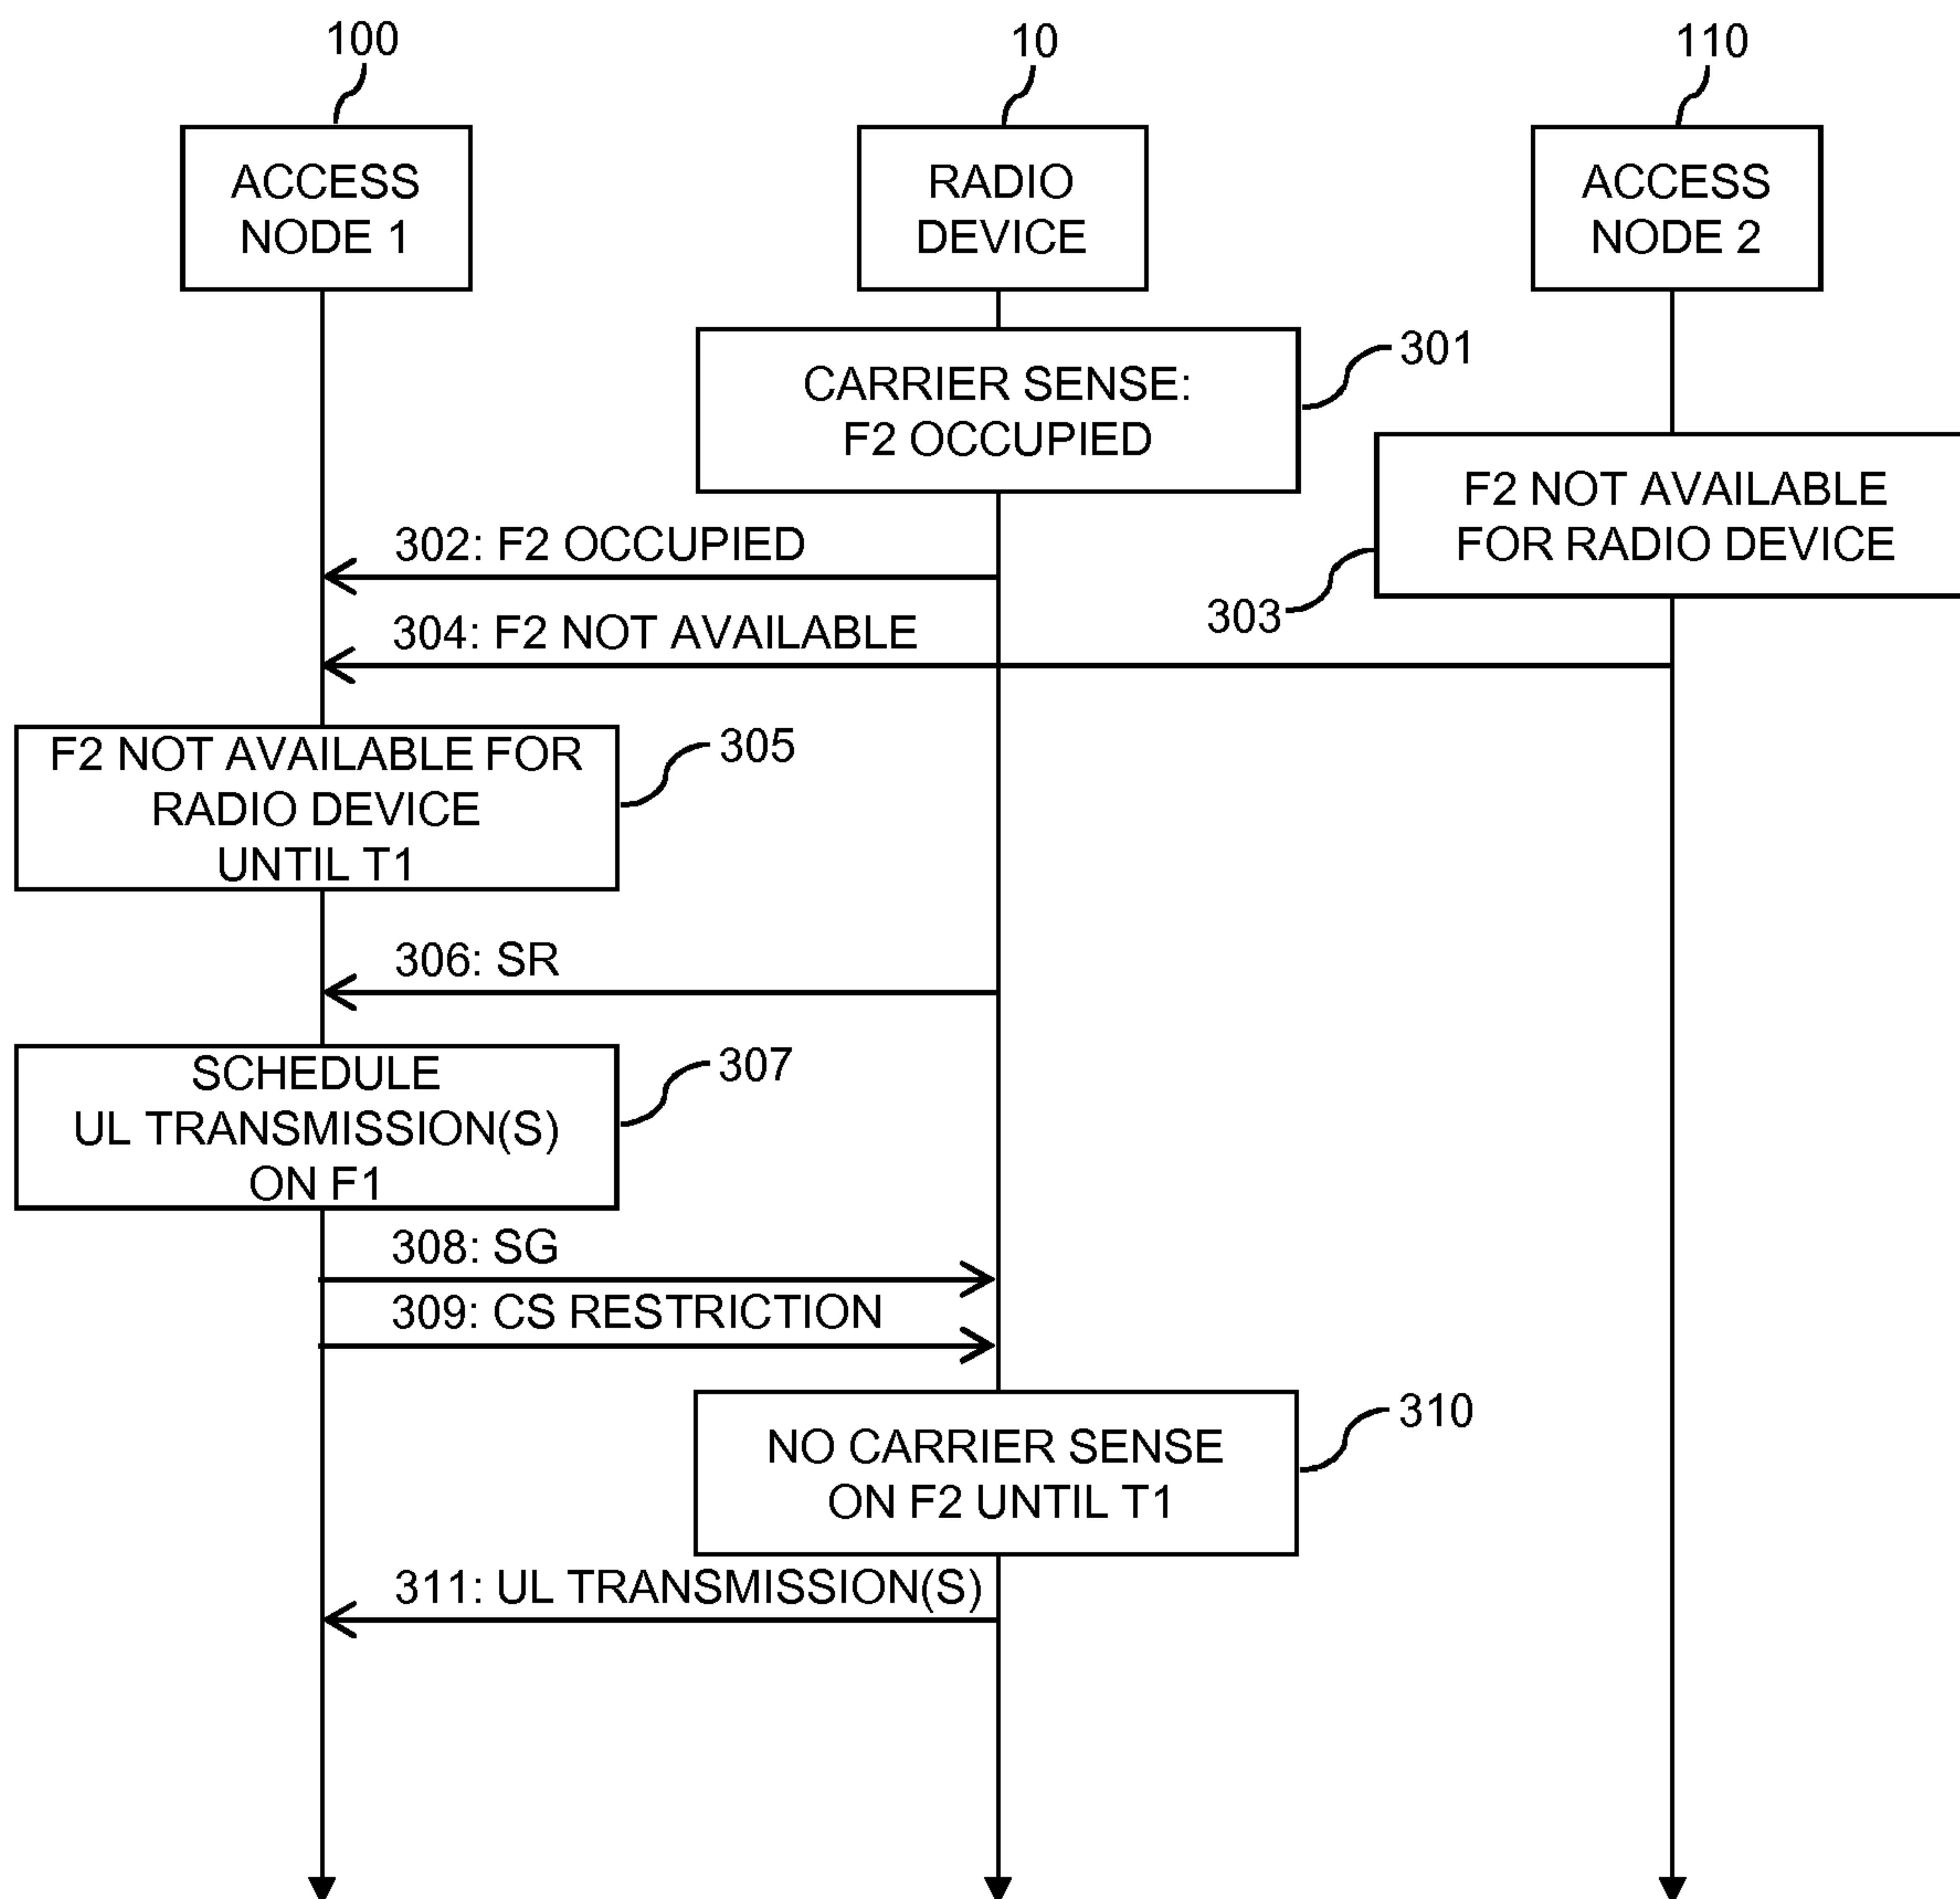 100
10
110
ACCESS
NODE 1
RADIO
DEVICE
ACCESS
NODE 2
CARRIER SENSE:
F2 OCCUPIED
301
F2 NOT AVAILABLE
FOR RADIO DEVICE
302: F2 OCCUPIED
303
304: F2 NOT AVAILABLE
F2 NOT AVAILABLE FOR
RADIO DEVICE
UNTIL T1
305
306: SR
SCHEDULE
UL TRANSMISSION(S)
ON F1
307
308: SG
309: CS RESTRICTION
NO CARRIER SENSE
ON F2 UNTIL T1
310
311: UL TRANSMISSION(S)